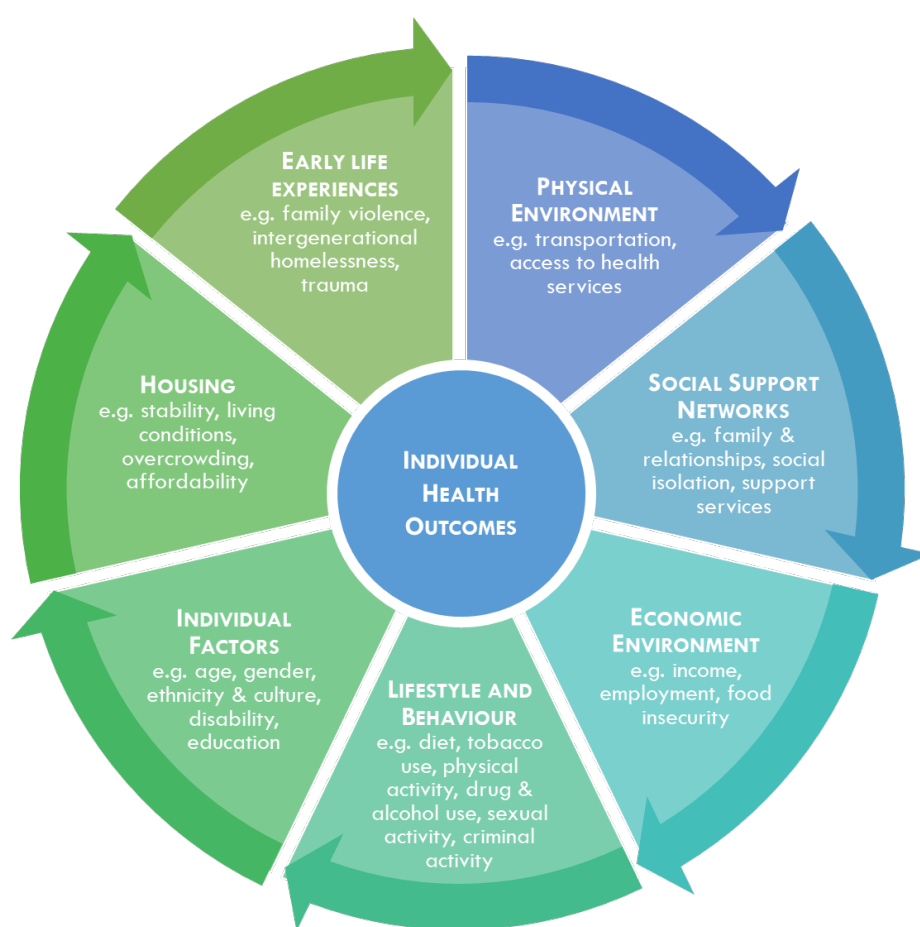 EARLY LIFE
EXPERIENCES
e.g. family violence,
intergenerational
homelessness,
trauma
PHYSICAL
ENVIRONMENT
e.g. transportation,
access to health
services
SOCIAL SUPPORT
NETWORKS
e.g. family &
relationships, social
isolation, support
services
ECONOMIC
ENVIRONMENT
e.g. income,
employment, food
insecurity
LIFESTYLE AND
BEHAVIOUR
e.g. diet, tobacco
use, physical
activity, drug &
alcohol use, sexual
activity, criminal
activity
INDIVIDUAL
FACTORS
e.g. age, gender,
ethnicity & culture,
disability,
education
HOUSING
e.g. stability, living
conditions,
overcrowding,
affordability
INDIVIDUAL
HEALTH
OUTCOMES